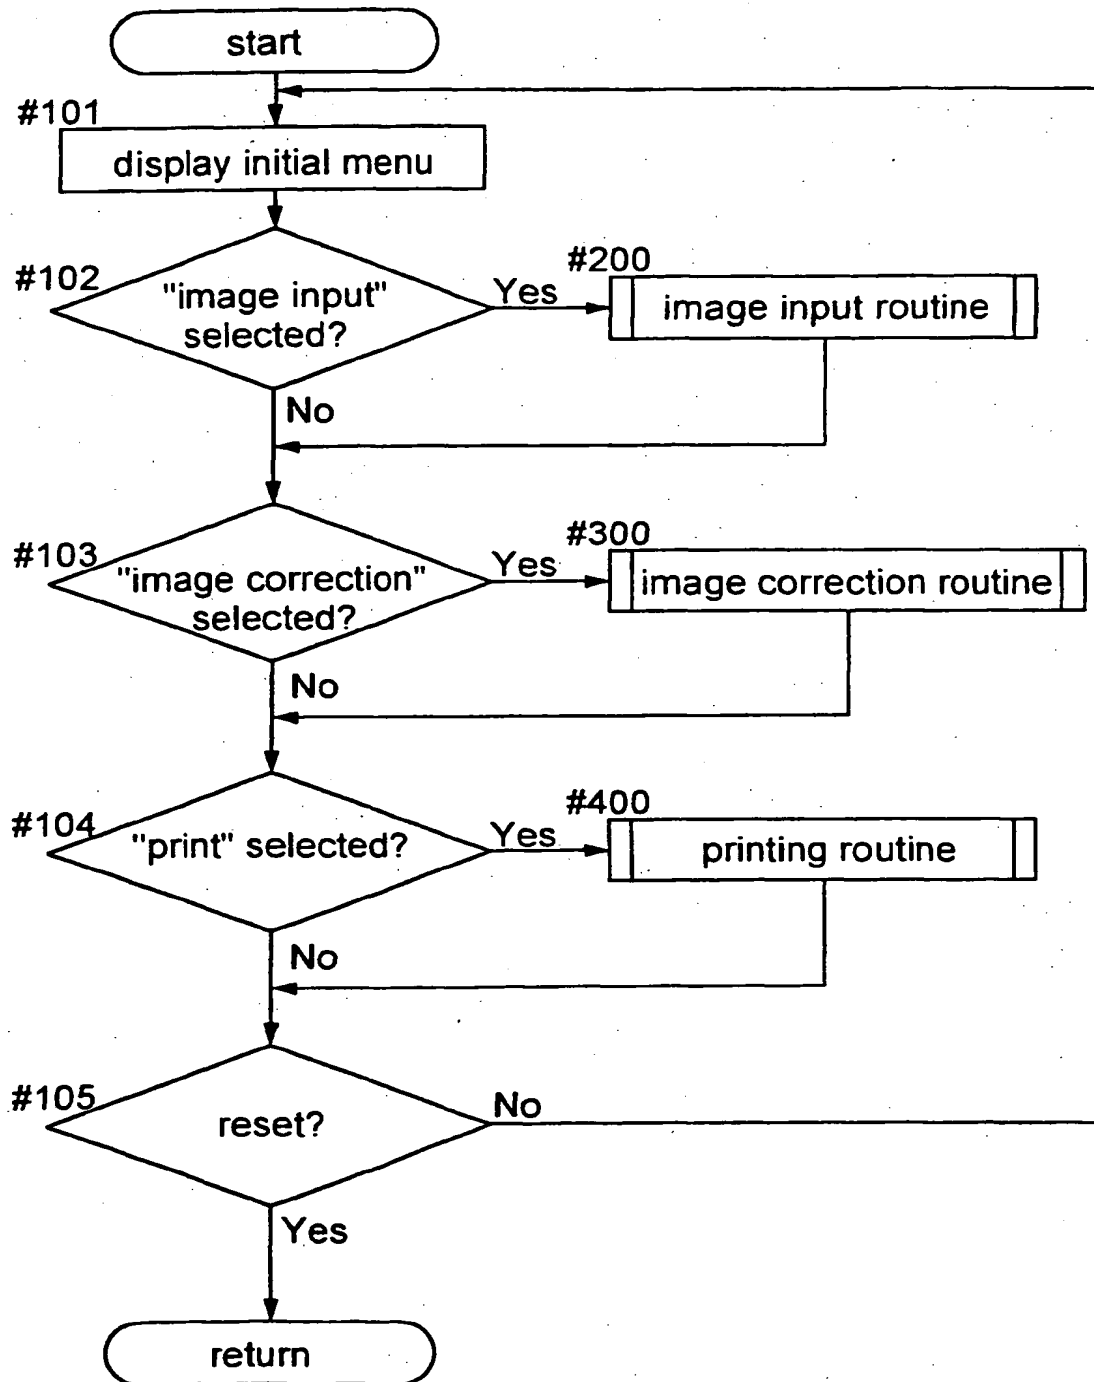 start
#101
display initial menu
#102
"image input"
selected?
Yes
#200
image input routine
No
#103
"image correction"
selected?
Yes
#300
image correction routine
No
#104
"print" selected?
Yes
#400
printing routine
No
#105
reset?
No
Yes
return